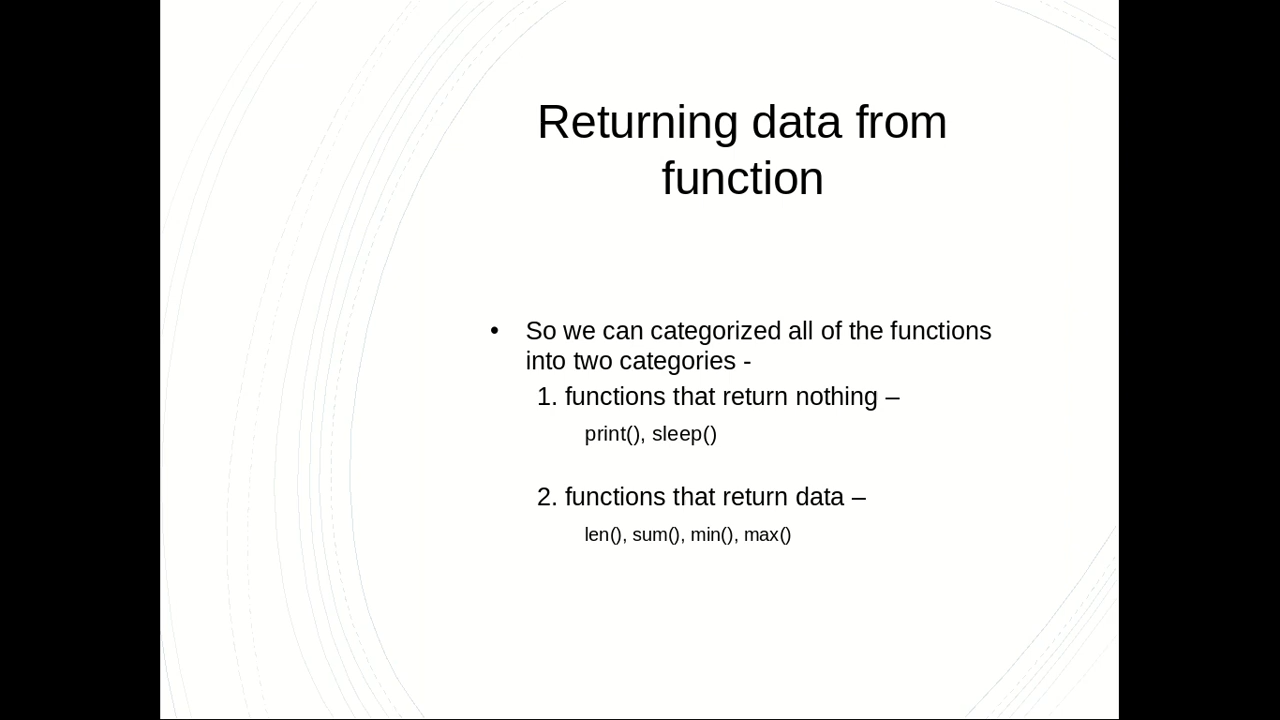 Returning data from
function
• So we can categorized all of the functions
into two categories -
1. functions that return nothing –
print(), sleep()
2. functions that return data –
len(), sum(), min(), max()